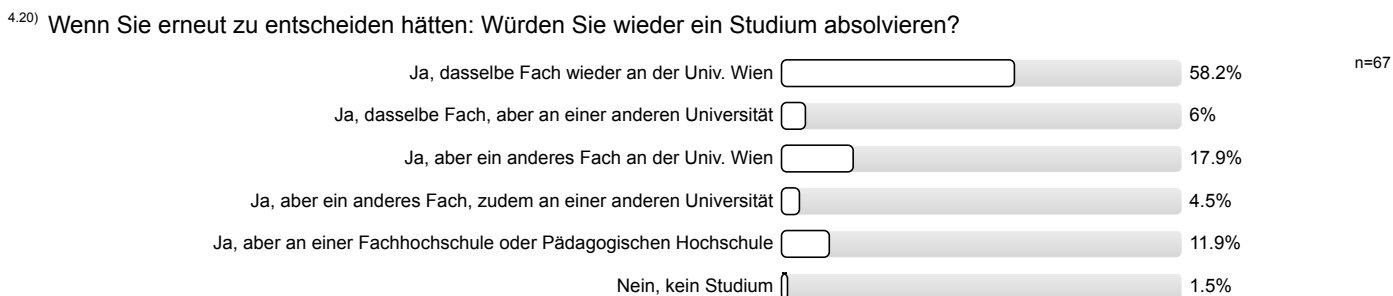 4.20) Wenn Sie erneut zu entscheiden hätten: Würden Sie wieder ein Studium absolvieren?
Ja, dasselbe Fach wieder an der Univ. Wien 58.2% n=67
Ja, dasselbe Fach, aber an einer anderen Universität 6%
Ja, aber ein anderes Fach an der Univ. Wien 17.9%
Ja, aber ein anderes Fach, zudem an einer anderen Universität 4.5%
Ja, aber an einer Fachhochschule oder Pädagogischen Hochschule 11.9%
Nein, kein Studium 1.5%